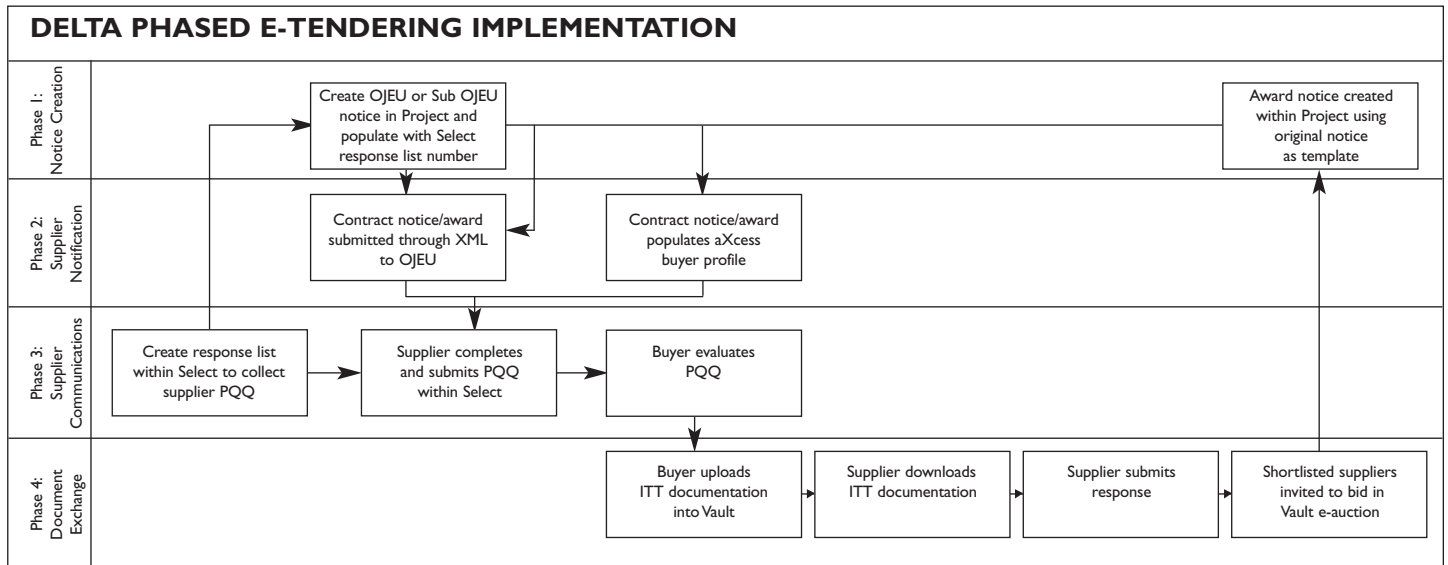 DELTA PHASED E-TENDERING IMPLEMENTATION
Phase 1:
Notice Creation
Create OJEU or Sub OJEU
notice in Project and
populate with Select
response list number
Award notice created
within Project using
original notice
as template
Phase 2:
Supplier
Notification
Contract notice/award
submitted through XML
to OJEU
Contract notice/award
populates aXcess
buyer profile
Phase 3:
Supplier
Communications
Create response list
within Select to collect
supplier PQQ
Supplier completes
and submits PQQ
within Select
Buyer evaluates
PQQ
Phase 4:
Document
Exchange
Buyer uploads
ITT documentation
into Vault
Supplier downloads
ITT documentation
Supplier submits
response
Shortlisted suppliers
invited to bid in
Vault e-auction